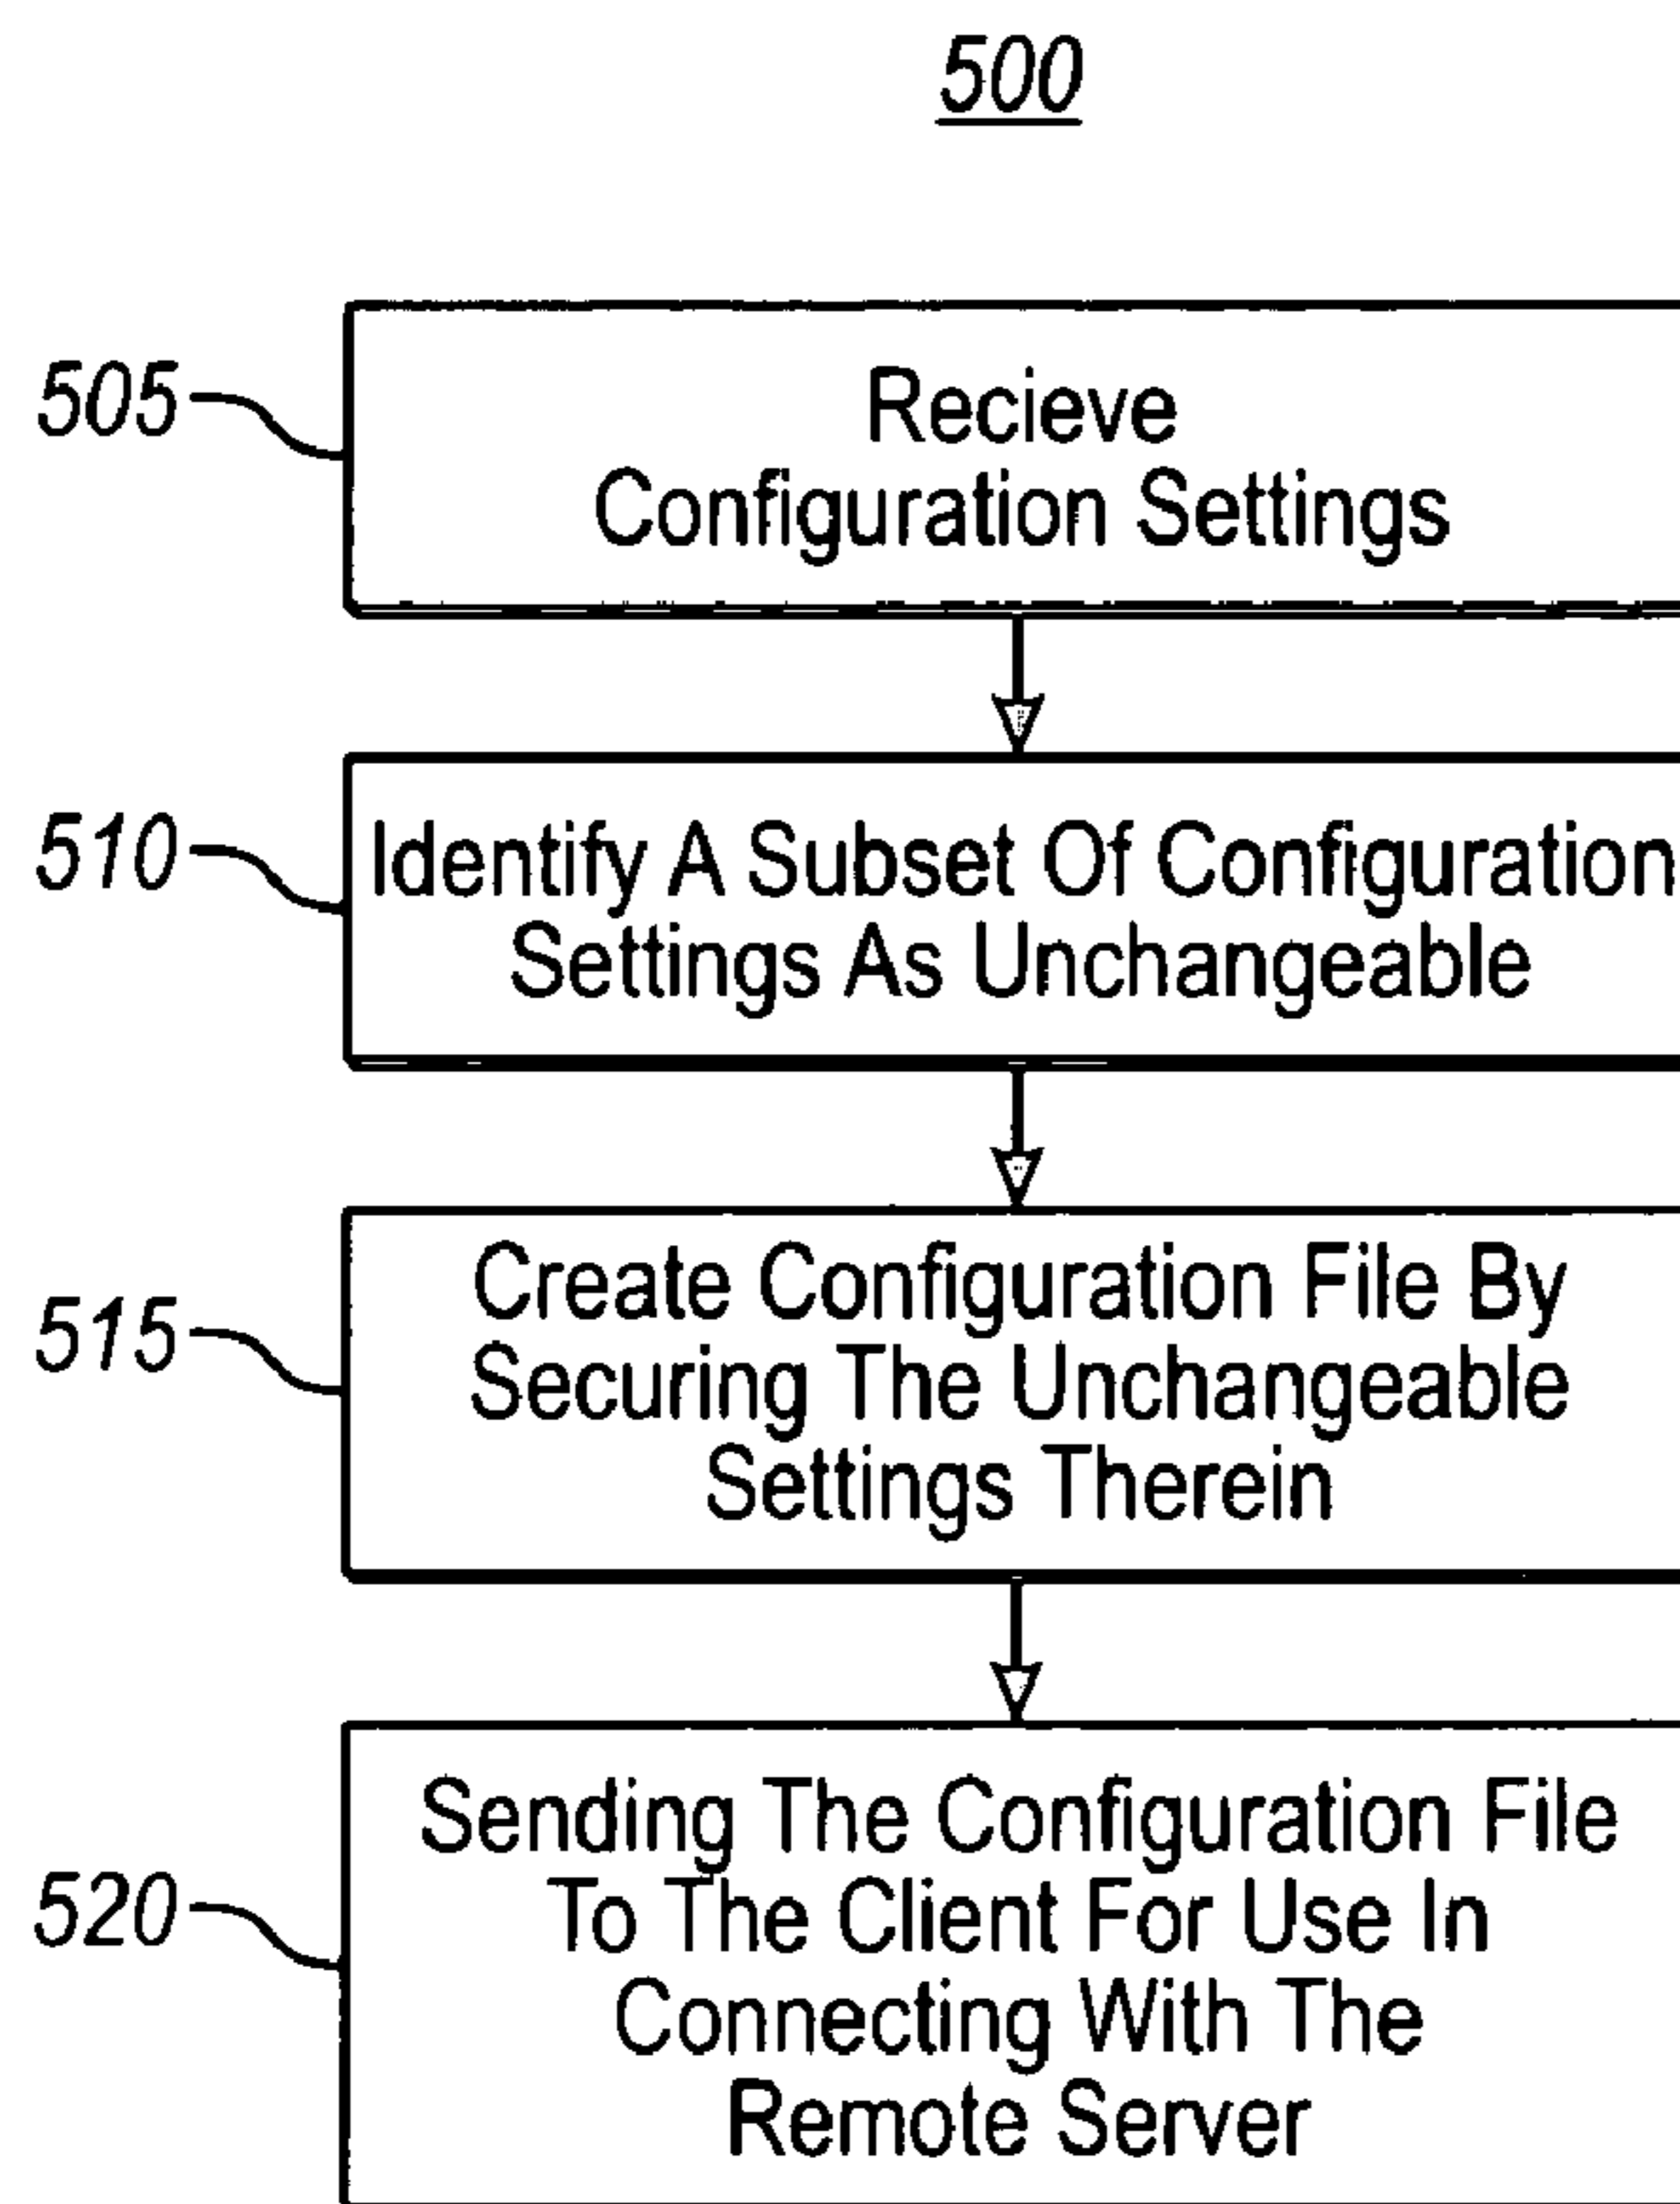 500
505
Recieve
Configuration Settings
510
Identify A Subset Of Configuration
Settings As Unchangeable
515
Create Configuration File By
Securing The Unchangeable
Settings Therein
520
Sending The Configuration File
To The Client For Use In
Connecting With The
Remote Server